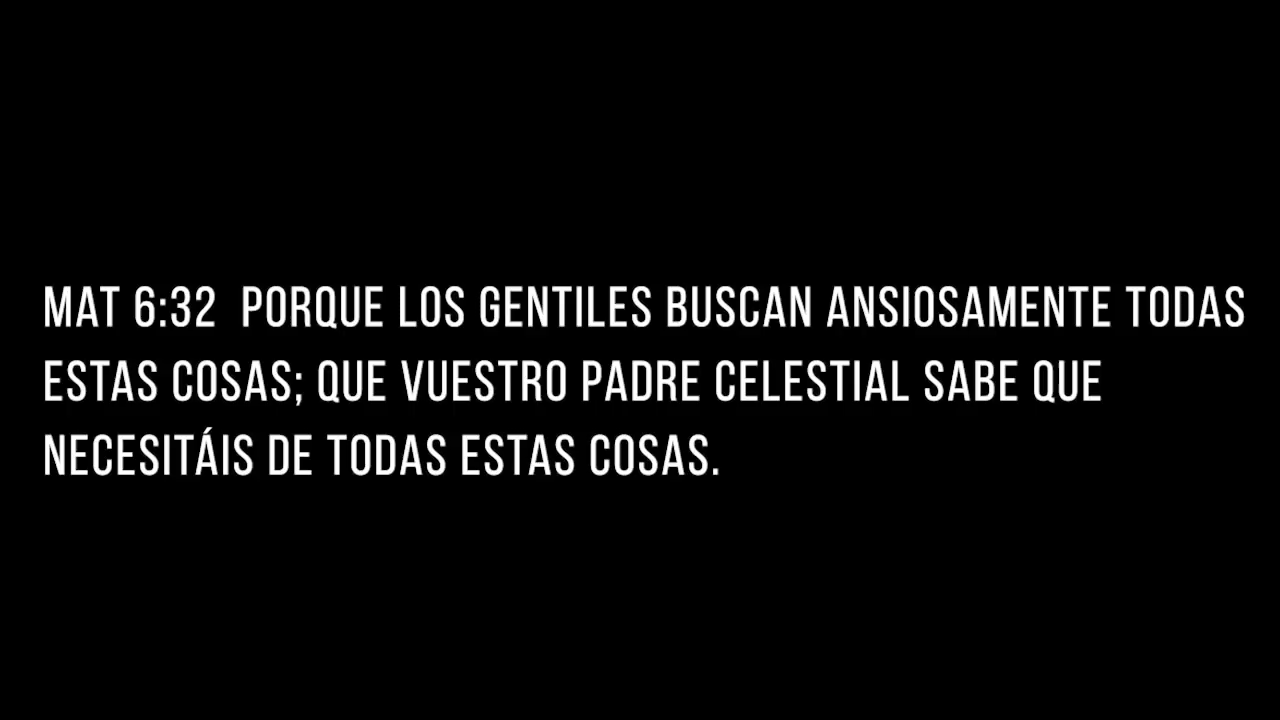 MAT 6:32  PORQUE LOS GENTILES BUSCAN ANSIOSAMENTE TODAS
ESTAS COSAS; QUE VUESTRO PADRE CELESTIAL SABE QUE
NECESITÁIS DE TODAS ESTAS COSAS.